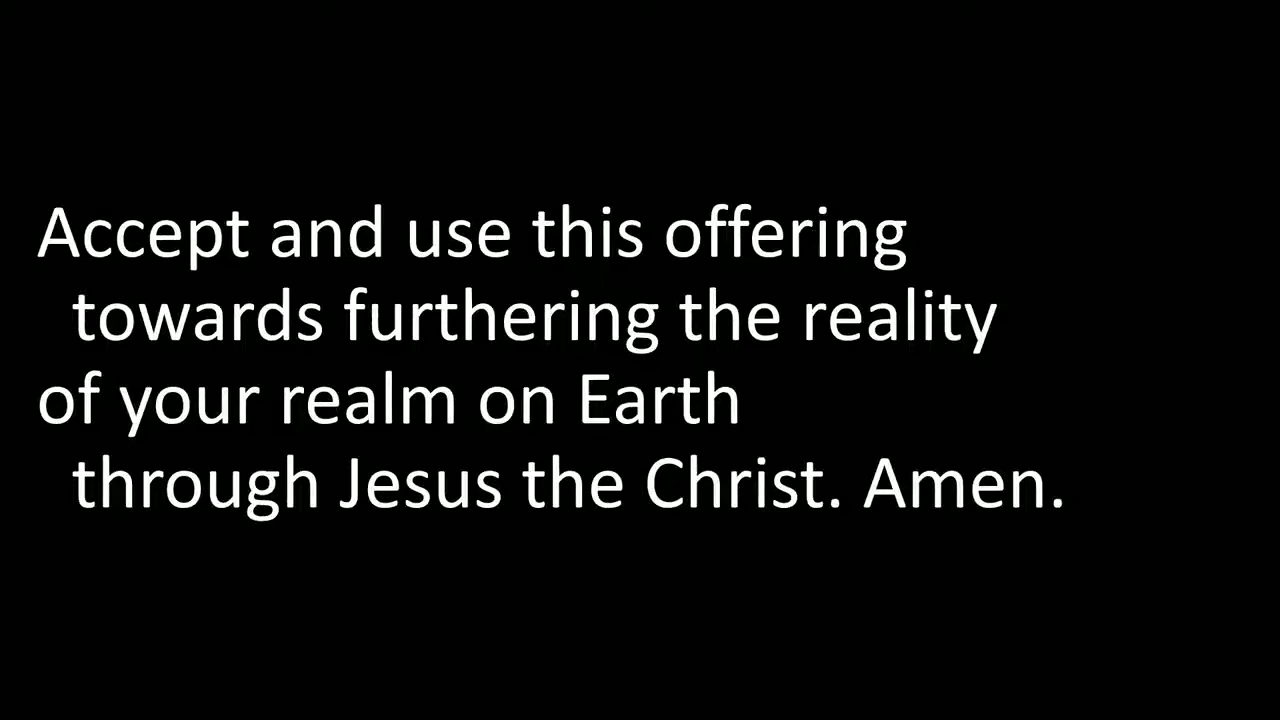 Accept and use this offering
towards furthering the reality
of your realm on Earth
through Jesus the Christ. Amen.